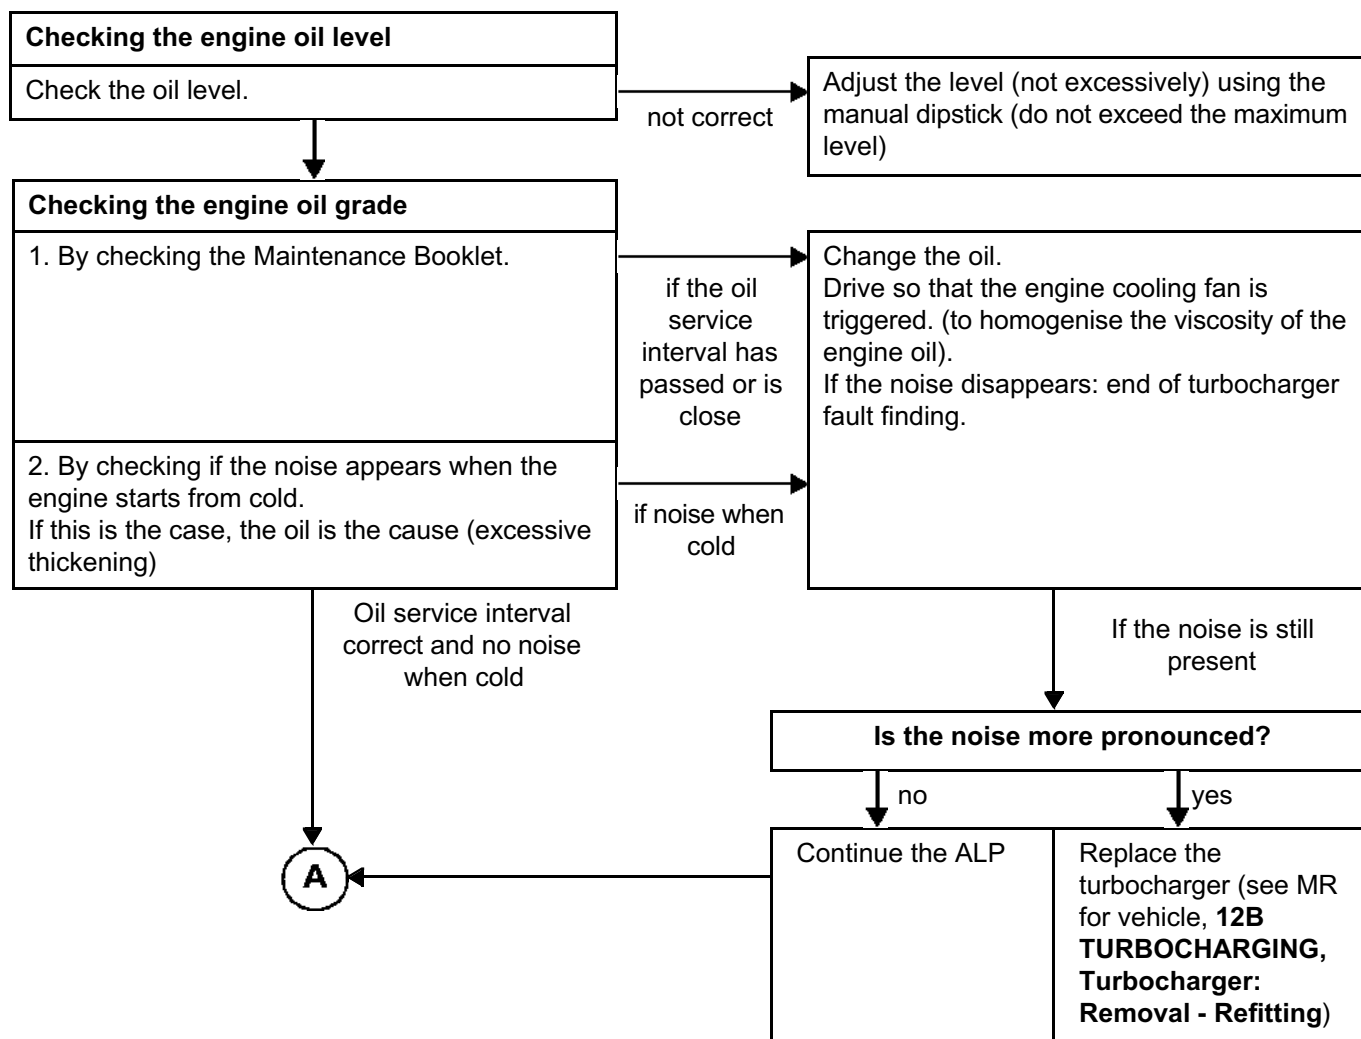 Checking the engine oil level
Check the oil level.
not correct
Adjust the level (not excessively) using the
manual dipstick (do not exceed the maximum
level)
Checking the engine oil grade
1. By checking the Maintenance Booklet.
if the oil
service
interval has
passed or is
close
Change the oil.
Drive so that the engine cooling fan is
triggered. (to homogenise the viscosity of the
engine oil).
If the noise disappears: end of turbocharger
fault finding.
2. By checking if the noise appears when the
engine starts from cold.
If this is the case, the oil is the cause (excessive
thickening)
if noise when
cold
Oil service interval
correct and no noise
when cold
If the noise is still
present
Is the noise more pronounced?
no
yes
A
Continue the ALP
Replace the
turbocharger (see MR
for vehicle, 12B
TURBOCHARGING,
Turbocharger:
Removal - Refitting)